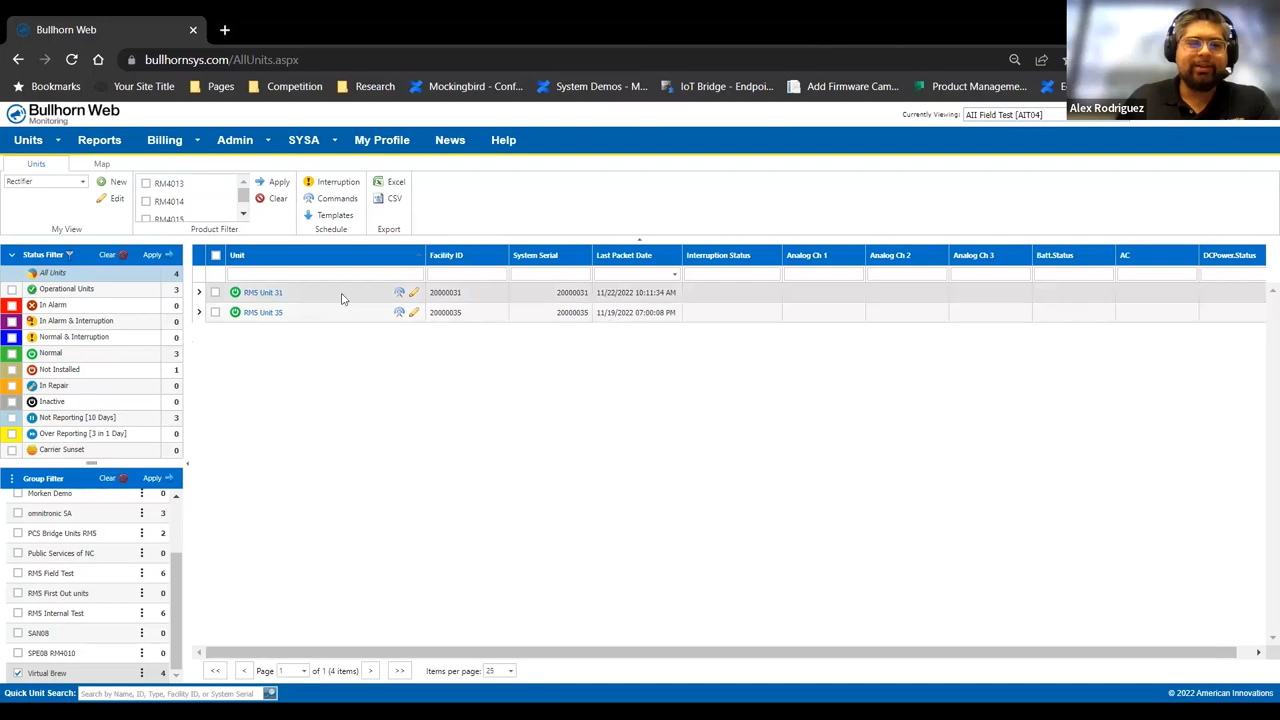 Bullhorn Web
bullhornsys.com/AllUnits.aspx
Bookmarks Your Site Title Pages Competition Research Mockingbird - Conf... System Demos - M... IoT Bridge - Endpoi... Add Firmware Cam... Product Manageme...
Alex Rodriguez
Bullhorn Web
Monitoring
Currently Viewing: AII Field Test [AIT04]
Units Reports Billing Admin SYSA My Profile News Help
Units Map
Rectifier New RM4013 Apply Interruption Excel
Edit RM4014 Clear Commands CSV
RM4015 Templates
My View Product Filter Schedule Export
Status Filter Clear Apply
All Units 4
Operational Units 3
In Alarm 0
In Alarm & Interruption 0
Normal & Interruption 0
Normal 3
Not Installed 1
In Repair 0
Inactive 0
Not Reporting [10 Days] 3
Over Reporting [3 in 1 Day] 0
Carrier Sunset 0
Unit Facility ID System Serial Last Packet Date Interruption Status Analog Ch 1 Analog Ch 2 Analog Ch 3 Batt.Status AC DCPower.Status
RM5 Unit 31 20000031 20000031 11/22/2022 10:11:34 AM
RM5 Unit 35 20000035 20000035 11/19/2022 07:00:08 PM
Group Filter Clear Apply
Morken Demo 0
omnitronic SA 3
PCS Bridge Units RM5 2
Public Services of NC 0
RM5 Field Test 6
RM5 First Out units 0
RM5 Internal Test 6
SAN08 0
SPE08 RM4010 0
Virtual Brew 4
<< < Page 1 of 1 (4 items) > >> Items per page: 25
Quick Unit Search: Search by Name, ID, Type, Facility ID, or System Serial
© 2022 American Innovations